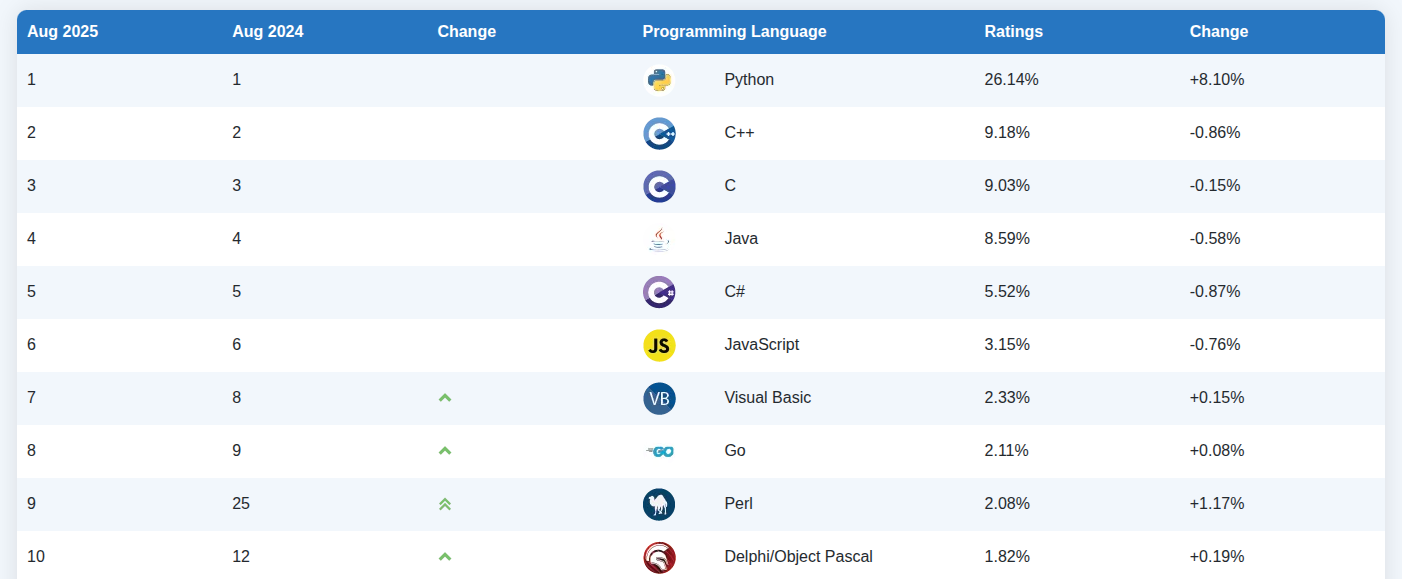 Aug 2025 Aug 2024 Change Programming Language Ratings Change
1 1 Python 26.14% +8.10%
2 2 C++ 9.18% -0.86%
3 3 C 9.03% -0.15%
4 4 Java 8.59% -0.58%
5 5 C# 5.52% -0.87%
6 6 JS JavaScript 3.15% -0.76%
7 8 VB Visual Basic 2.33% +0.15%
8 9 GO Go 2.11% +0.08%
9 25 Perl 2.08% +1.17%
10 12 Delphi/Object Pascal 1.82% +0.19%